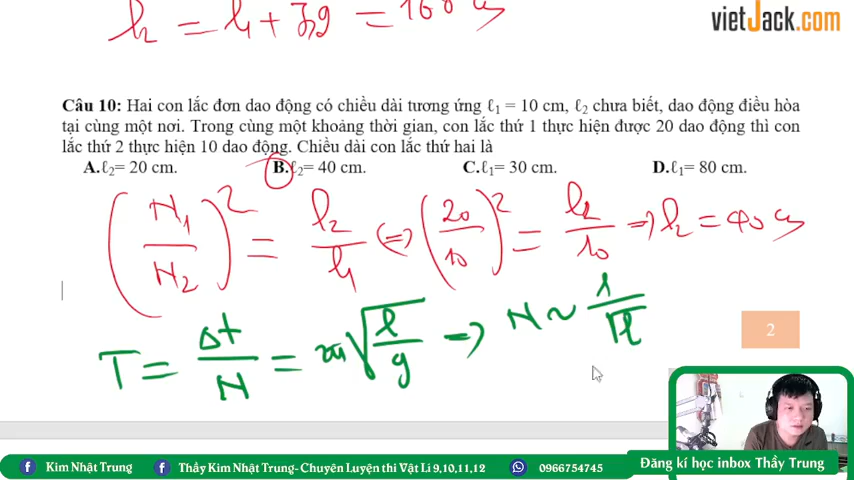 l₂ = l₁ + 7,9 = 160 cm
vietJack.com
Câu 10: Hai con lắc đơn dao động có chiều dài tương ứng ℓ₁ = 10 cm, ℓ₂ chưa biết, dao động điều hòa
tại cùng một nơi. Trong cùng một khoảng thời gian, con lắc thứ 1 thực hiện được 20 dao động thì con
lắc thứ 2 thực hiện 10 dao động. Chiều dài con lắc thứ hai là
A.ℓ₂= 20 cm. B.ℓ₂= 40 cm. C.ℓ₁= 30 cm. D.ℓ₁= 80 cm.
(N₁/N₂)² = l₂/l₁ ⇔ (20/10)² = l₂/10 ⇒ l₂ = 40 cm
T = Δt/N = 2π√(l/g) → N ~ 1/√l
2
Kim Nhật Trung Thầy Kim Nhật Trung- Chuyên Luyện thi Vật Lí 9,10,11,12 0966754745 Đăng kí học inbox Thầy Trung